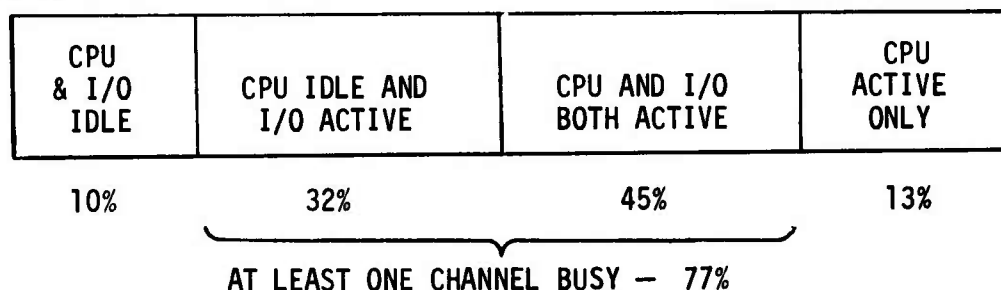 CPU
& I/O
IDLE
CPU IDLE AND
I/O ACTIVE
CPU AND I/O
BOTH ACTIVE
CPU
ACTIVE
ONLY
10%
32%
45%
13%
AT LEAST ONE CHANNEL BUSY — 77%